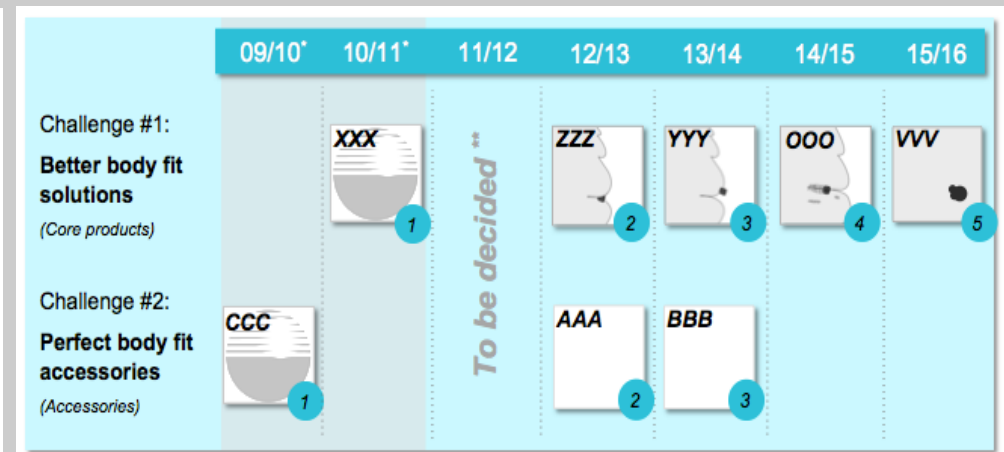 09/10* 10/11* 11/12 12/13 13/14 14/15 15/16
Challenge #1:
Better body fit
solutions
(Core products)
XXX
1
To be decided **
ZZZ
2
YYY
3
OOO
4
VVV
5
Challenge #2:
Perfect body fit
accessories
(Accessories)
CCC
1
AAA
2
BBB
3